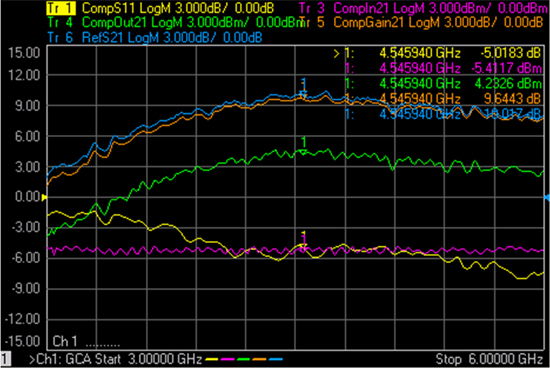 Tr 1 CompS11 LogM 3.000dB/ 0.00dB Tr 3 CompIn21 LogM 3.000dBm/
Tr 4 CompOut21 LogM 3.000dBm/ 0.00dBm Tr 5 CompGain21 LogM 3.000dB/ 0.00dB
Tr 6 RefS21 LogM 3.000dB/ 0.00dB
15.00
> 1: 4.545940 GHz -5.0183 dB
1: 4.545940 GHz -5.4117 dBm
12.00
1: 4.545940 GHz 4.2326 dBm
1: 4.545940 GHz 9.6443 dB
9.00
1: 4.545940 GHz dB
1
6.00
3.00
1
0.00
-3.00
1
1
-6.00
-9.00
-12.00
-15.00
Ch 1
1 >Ch1: GCA Start 3.00000 GHz Stop 6.00000 GHz